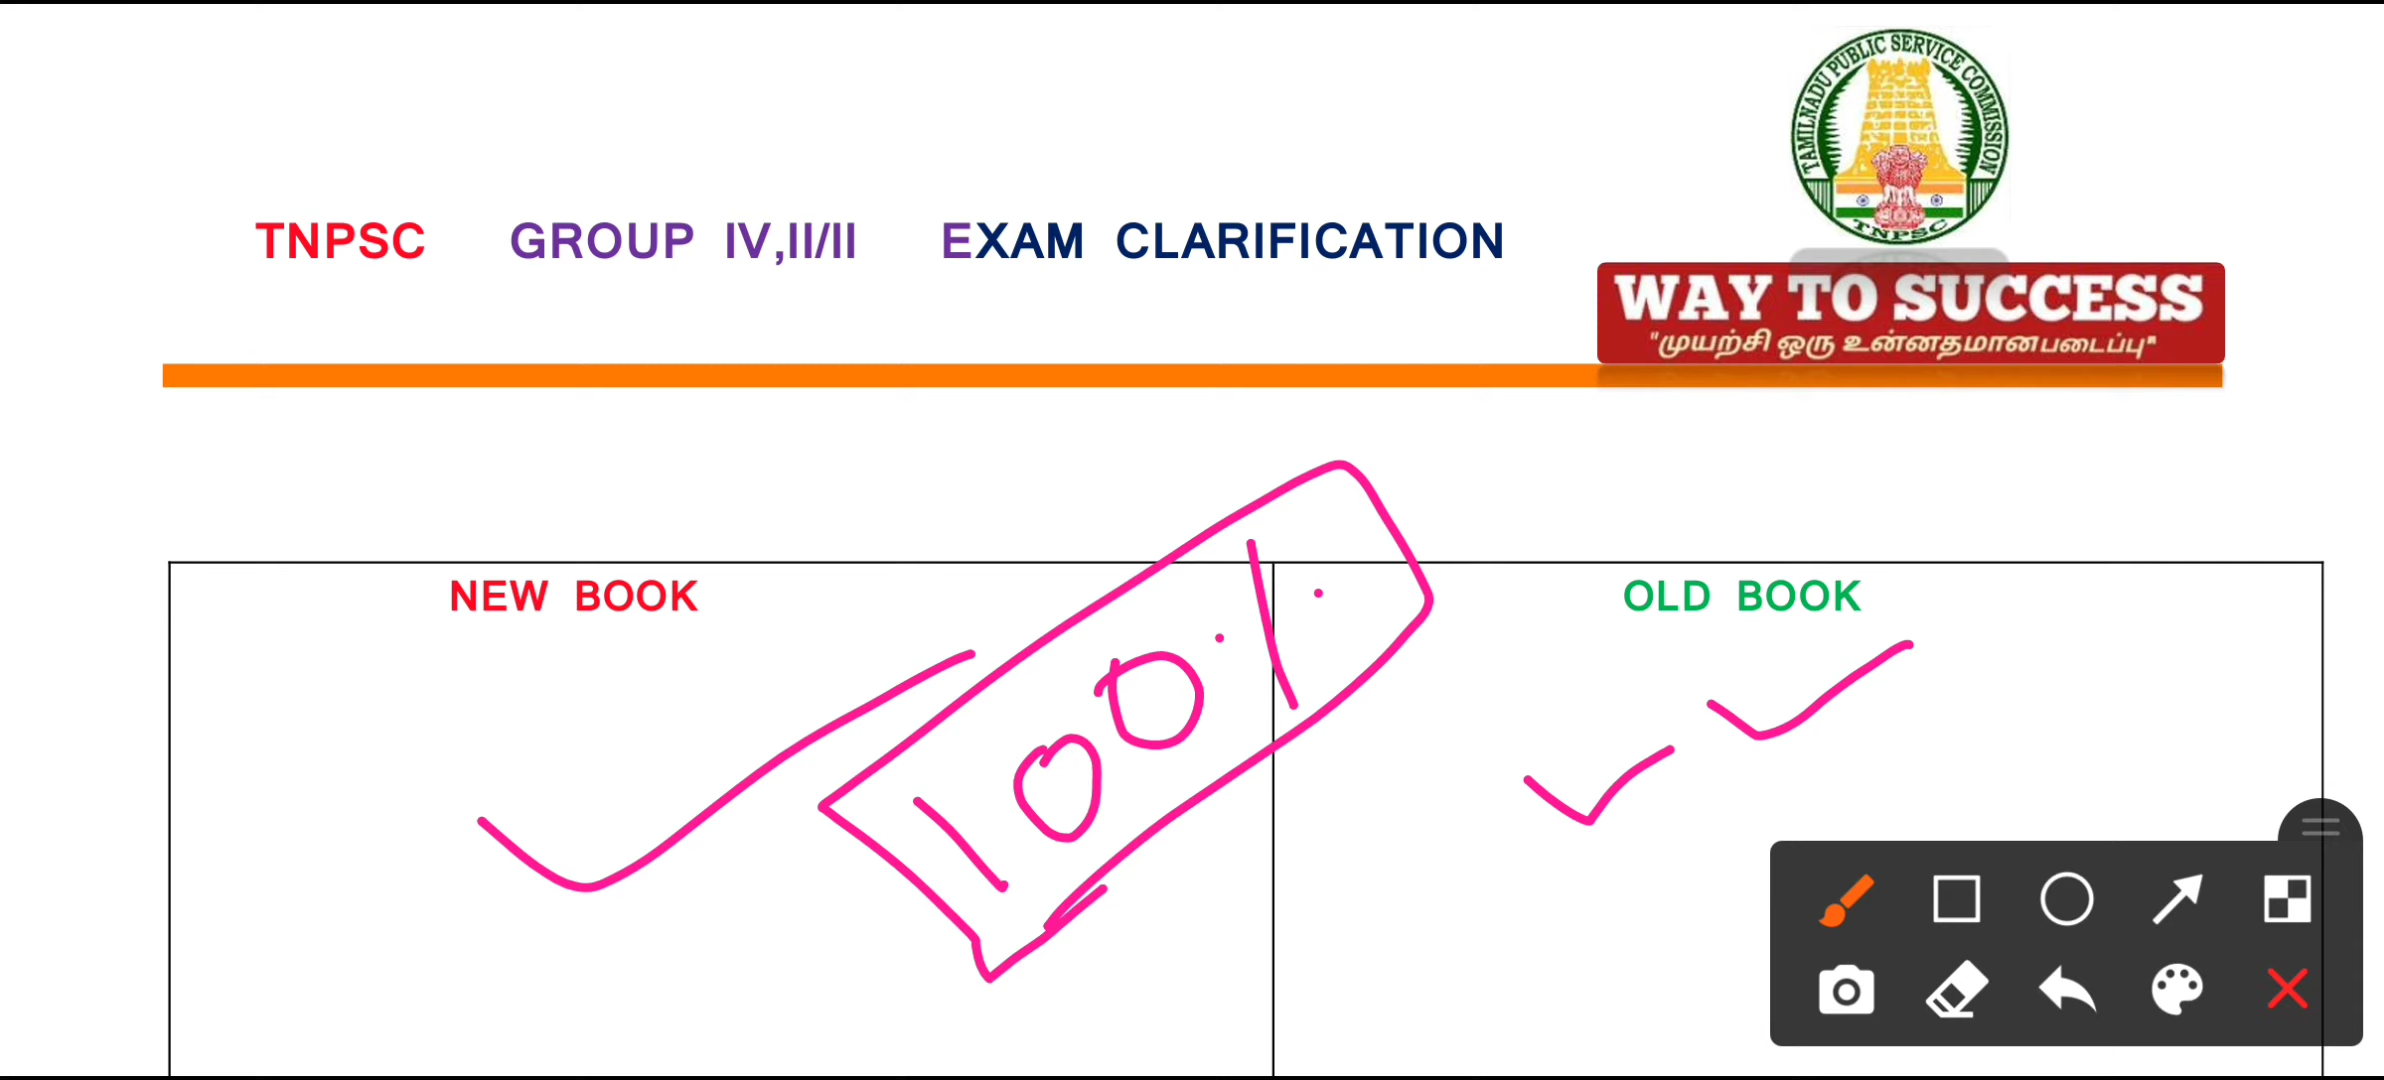 TAMILNADU PUBLIC SERVICE COMMISSION
TNPSC
TNPSC GROUP IV,II/II EXAM CLARIFICATION
WAY TO SUCCESS
"முயற்சி ஒரு உன்னதமானபடைப்பு"
NEW BOOK
OLD BOOK
100%